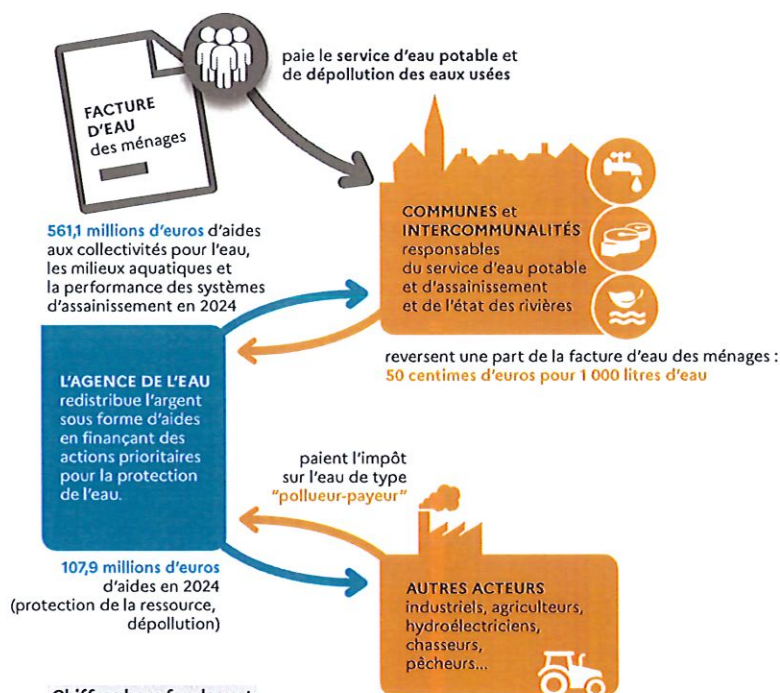 paie le service d'eau potable et
de dépollution des eaux usées
FACTURE
D'EAU
des ménages
COMMUNES et
INTERCOMMUNALITÉS
responsables
du service d'eau potable
et d'assainissement
et de l'état des rivières
561,1 millions d'euros d'aides
aux collectivités pour l'eau,
les milieux aquatiques et
la performance des systèmes
d'assainissement en 2024
reversent une part de la facture d'eau des ménages :
50 centimes d'euros pour 1 000 litres d'eau
L'AGENCE DE L'EAU
redistribue l'argent
sous forme d'aides
en finançant des
actions prioritaires
pour la protection
de l'eau.
paient l'impôt
sur l'eau de type
"pollueur-payeur"
107,9 millions d'euros
d'aides en 2024
(protection de la ressource,
dépollution)
AUTRES ACTEURS
industriels, agriculteurs,
hydroélectriciens,
chasseurs,
pêcheurs...